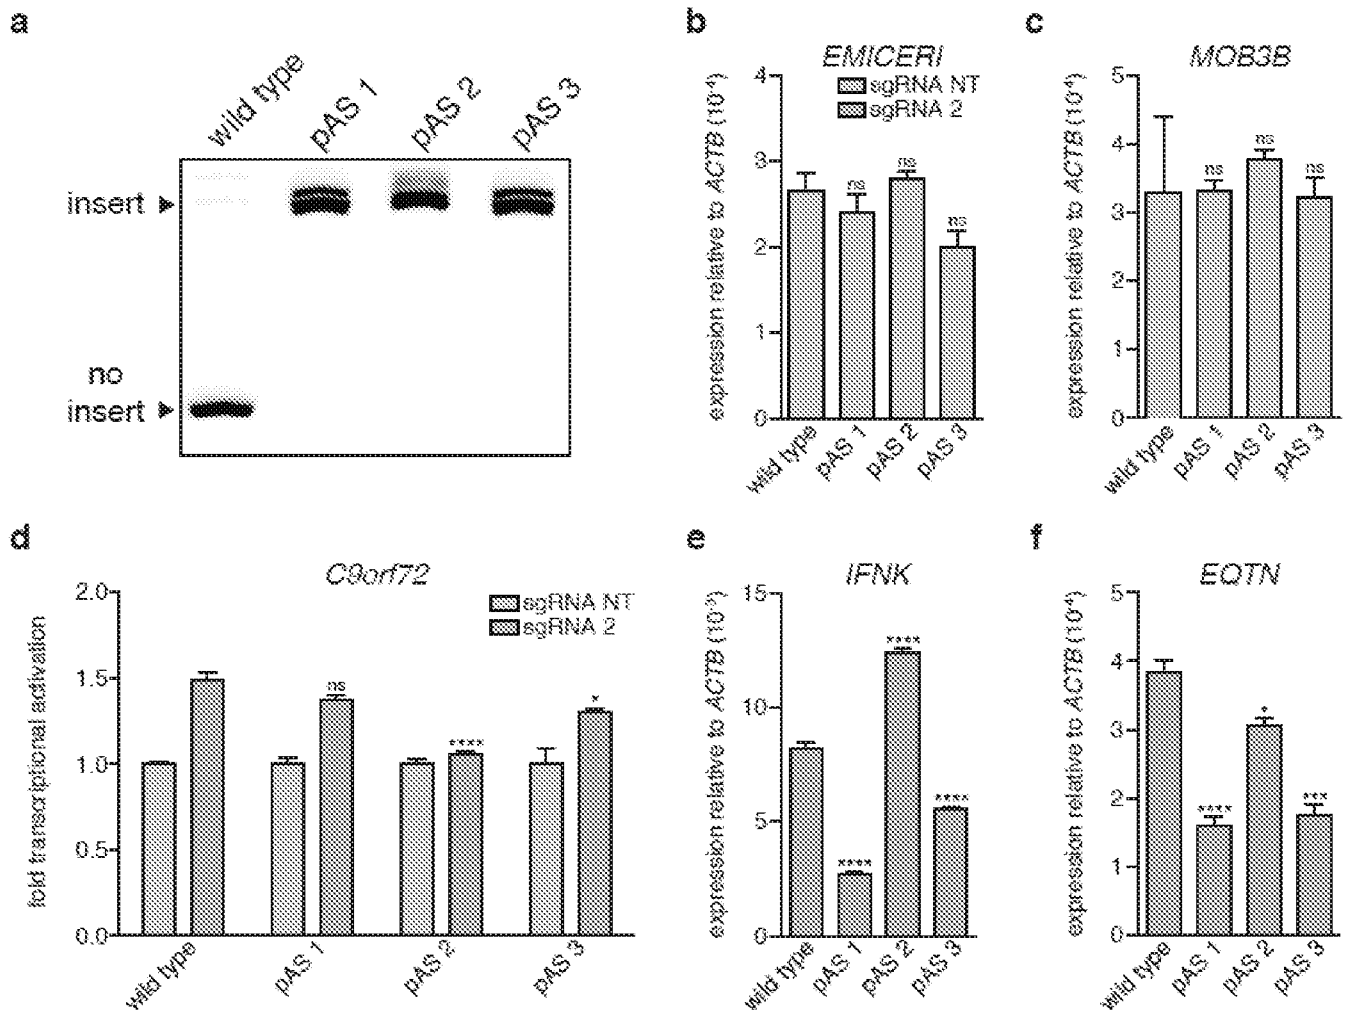 a
wild type
pAS 1
pAS 2
pAS 3
insert
no
insert
b
EMICERI
sgRNA NT
sgRNA 2
expression relative to ACTB (10⁻⁴)
4
3
2
1
0
ns
ns
ns
wild type
pAS 1
pAS 2
pAS 3
c
MOB3B
expression relative to ACTB (10⁻⁴)
5
4
3
2
1
0
ns
ns
ns
wild type
pAS 1
pAS 2
pAS 3
d
C9orf72
sgRNA NT
sgRNA 2
fold transcriptional activation
2.0
1.5
1.0
0.5
0.0
ns
****
*
wild type
pAS 1
pAS 2
pAS 3
e
IFNK
expression relative to ACTB
15
10
5
0
****
****
****
wild type
pAS 1
pAS 2
pAS 3
f
EQTN
expression relative to ACTB (10⁻⁴)
5
4
3
2
1
0
****
*
***
wild type
pAS 1
pAS 2
pAS 3